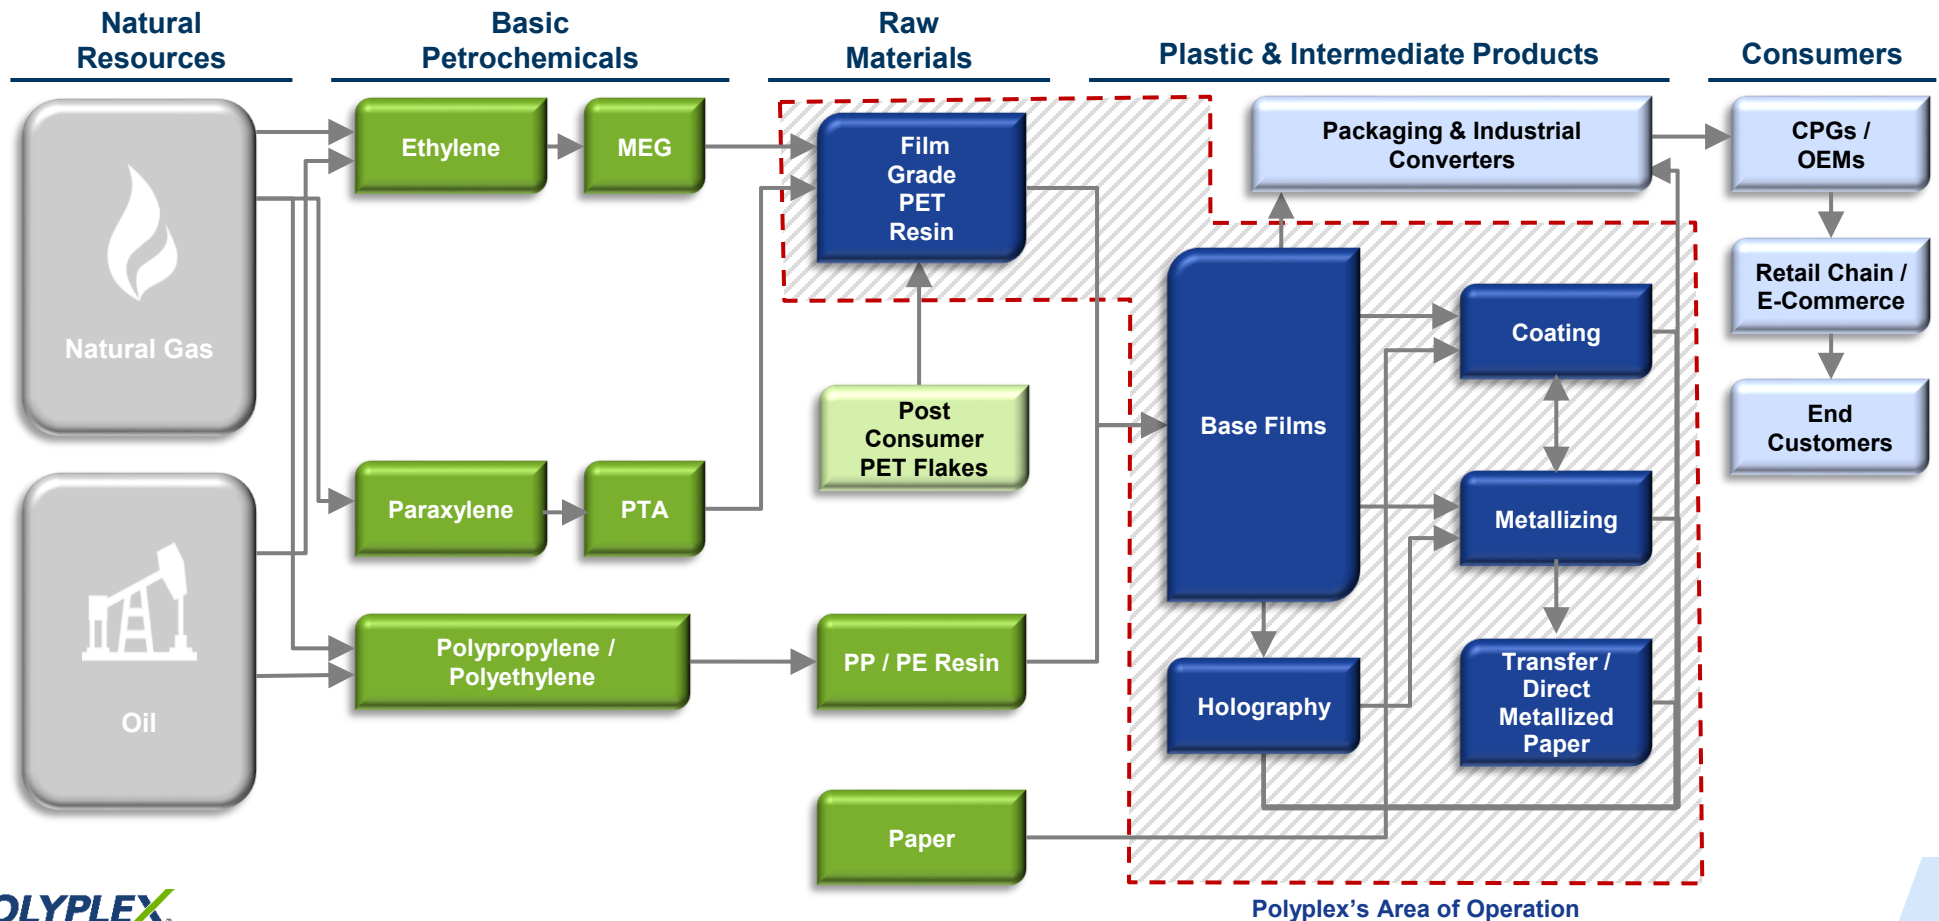 Natural
Resources
Basic
Petrochemicals
Raw
Materials
Plastic & Intermediate Products
Consumers
Natural Gas
Oil
Ethylene
MEG
Paraxylene
PTA
Polypropylene /
Polyethylene
Film
Grade
PET
Resin
Post
Consumer
PET Flakes
PP / PE Resin
Paper
Packaging & Industrial
Converters
Base Films
Holography
Coating
Metallizing
Transfer /
Direct
Metallized
Paper
CPGs /
OEMs
Retail Chain /
E-Commerce
End
Customers
Polyplex's Area of Operation
OLYPLEX